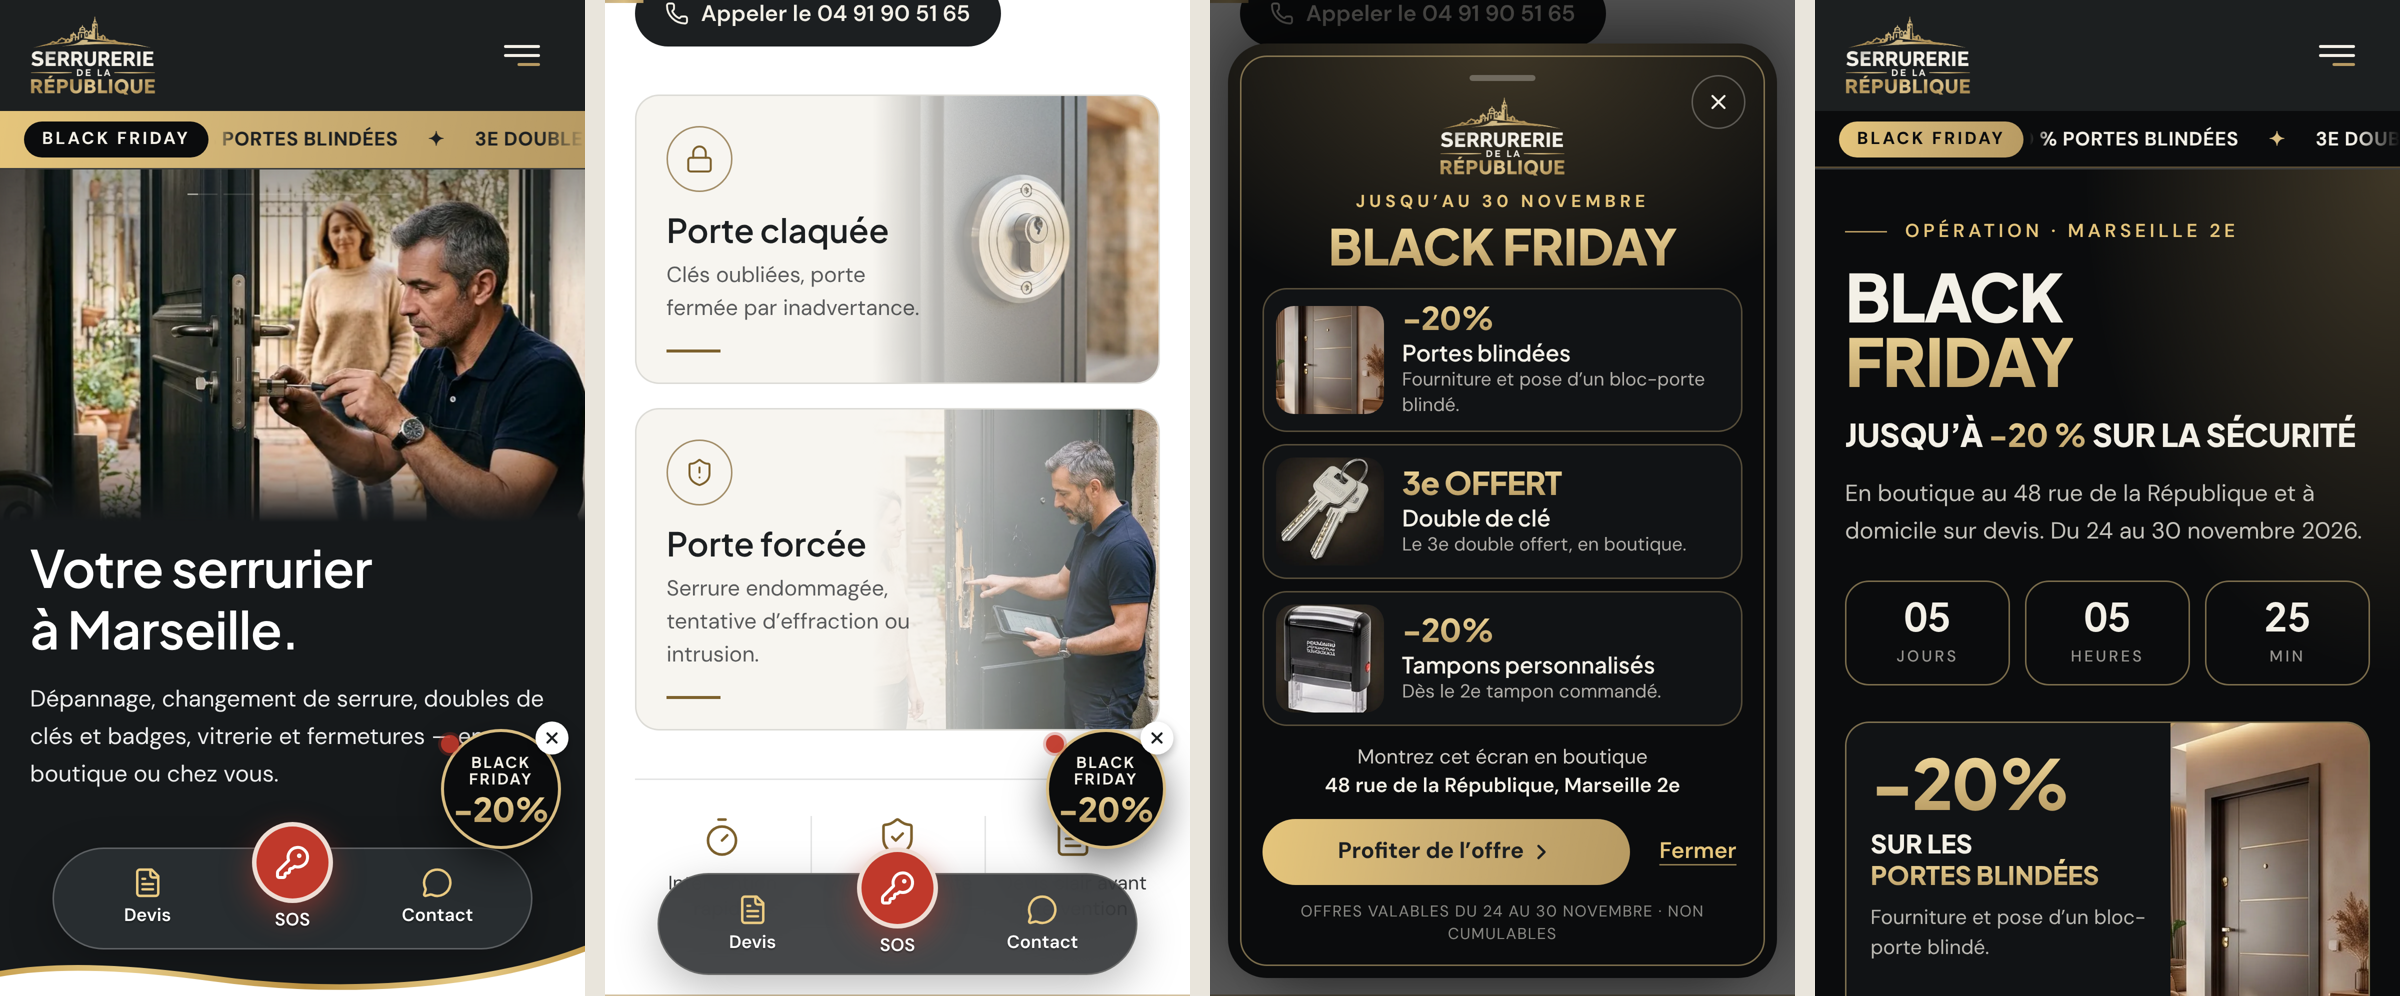 SERRURERIE
DE LA
RÉPUBLIQUE
BLACK FRIDAY
PORTES BLINDÉES ✦ 3E DOUBLE
Votre serrurier
à Marseille.
Dépannage, changement de serrure, doubles de
clés et badges, vitrerie et fermetures – en
boutique ou chez vous.
BLACK
FRIDAY
-20%
Devis
SOS
Contact
Appeler le 04 91 90 51 65
Porte claquée
Clés oubliées, porte
fermée par inadvertance.
Porte forcée
Serrure endommagée,
tentative d’effraction ou
intrusion.
BLACK
FRIDAY
-20%
Devis
SOS
Contact
Appeler le 04 91 90 51 65
SERRURERIE
DE LA
RÉPUBLIQUE
JUSQU’AU 30 NOVEMBRE
BLACK FRIDAY
-20%
Portes blindées
Fourniture et pose d’un bloc-porte
blindé.
3e OFFERT
Double de clé
Le 3e double offert, en boutique.
-20%
Tampons personnalisés
Dès le 2e tampon commandé.
Montrez cet écran en boutique
48 rue de la République, Marseille 2e
Profiter de l’offre
Fermer
OFFRES VALABLES DU 24 AU 30 NOVEMBRE · NON
CUMULABLES
SERRURERIE
DE LA
RÉPUBLIQUE
BLACK FRIDAY
% PORTES BLINDÉES ✦ 3E DOUB
OPÉRATION · MARSEILLE 2E
BLACK
FRIDAY
JUSQU’À -20 % SUR LA SÉCURITÉ
En boutique au 48 rue de la République et à
domicile sur devis. Du 24 au 30 novembre 2026.
05
JOURS
05
HEURES
25
MIN
-20%
SUR LES
PORTES BLINDÉES
Fourniture et pose d’un bloc-
porte blindé.